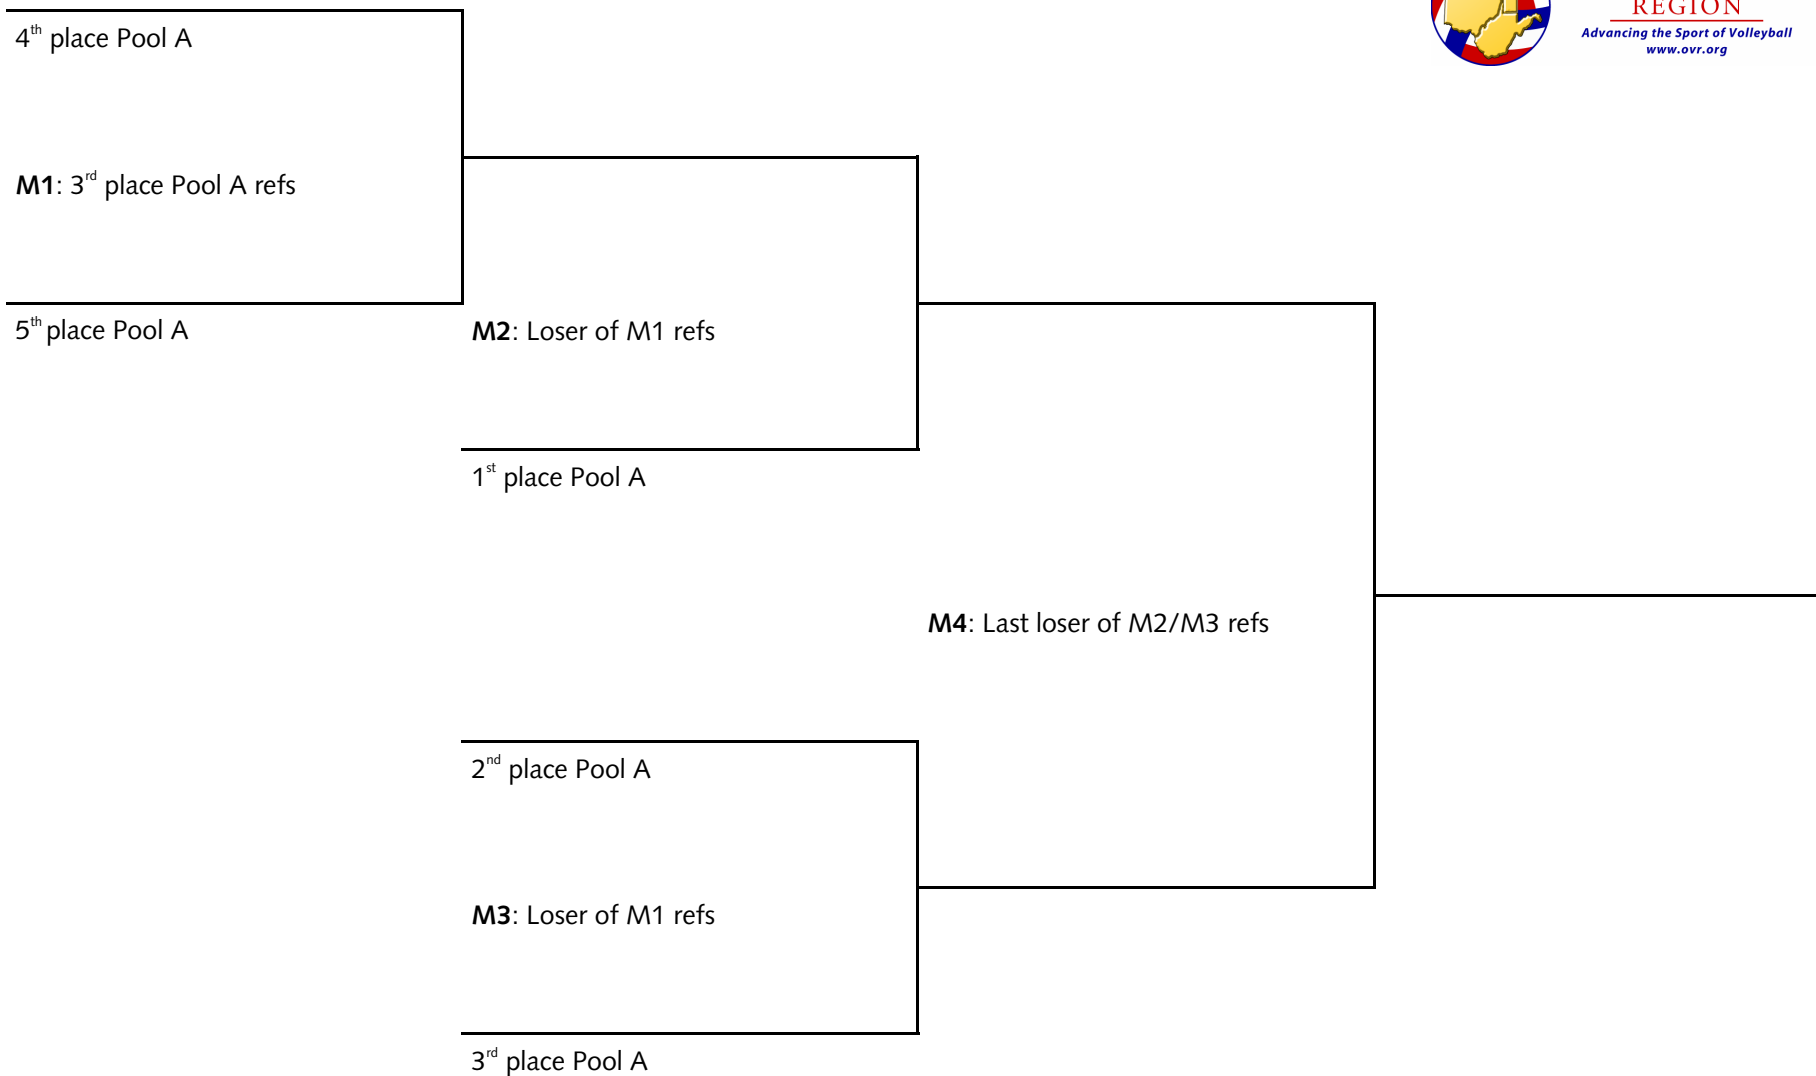 REGION
Advancing the Sport of Volleyball
www.ovr.org
4th place Pool A
M1: 3rd place Pool A refs
5th place Pool A
M2: Loser of M1 refs
1st place Pool A
M4: Last loser of M2/M3 refs
2nd place Pool A
M3: Loser of M1 refs
3rd place Pool A